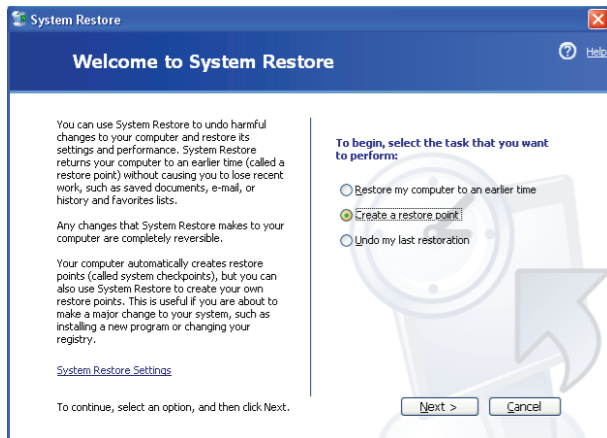 System Restore
Welcome to System Restore
Help
You can use System Restore to undo harmful
changes to your computer and restore its
settings and performance. System Restore
returns your computer to an earlier time (called a
restore point) without causing you to lose recent
work, such as saved documents, e-mail, or
history and favorites lists.
Any changes that System Restore makes to your
computer are completely reversible.
Your computer automatically creates restore
points (called system checkpoints), but you can
also use System Restore to create your own
restore points. This is useful if you are about to
make a major change to your system, such as
installing a new program or changing your
registry.
System Restore Settings
To continue, select an option, and then click Next.
To begin, select the task that you want
to perform:
Restore my computer to an earlier time
Create a restore point
Undo my last restoration
Next >
Cancel